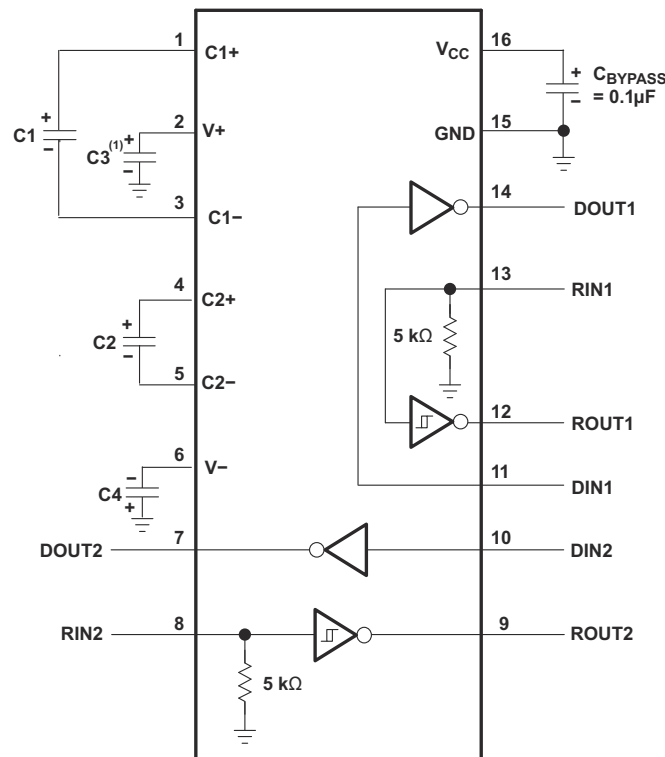 1
C1+
VCC
16
+
CBYPASS
= 0.1µF
−
+
C1
−
2
V+
+
C3(1)
−
GND
15
3
C1−
14
DOUT1
4
C2+
13
RIN1
+
C2
−
5 kΩ
5
C2−
12
ROUT1
6
V−
−
C4
+
11
DIN1
DOUT2
7
10
DIN2
RIN2
8
9
ROUT2
5 kΩ